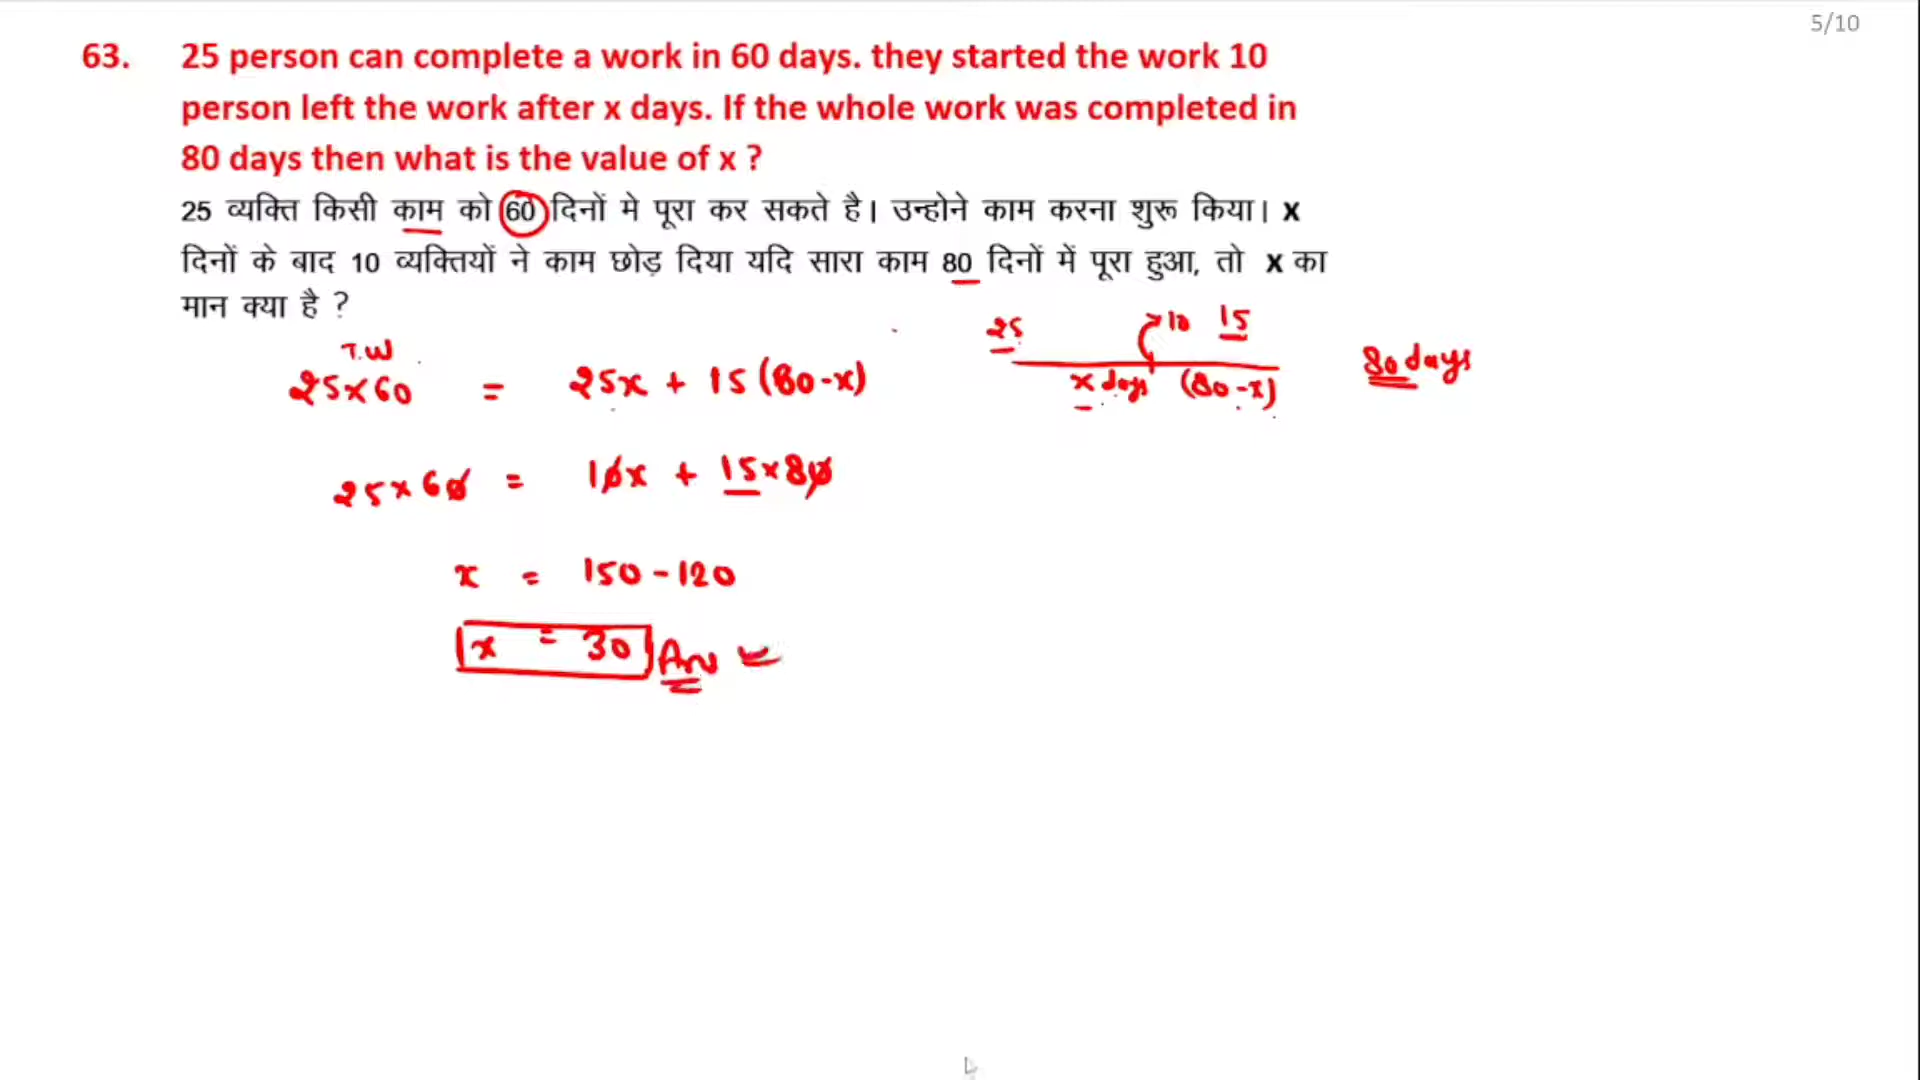 5/10
63. 25 person can complete a work in 60 days. they started the work 10
person left the work after x days. If the whole work was completed in
80 days then what is the value of x ?
25 व्यक्ति किसी काम को 60 दिनों मे पूरा कर सकते है। उन्होने काम करना शुरू किया। x
दिनों के बाद 10 व्यक्तियों ने काम छोड़ दिया यदि सारा काम 80 दिनों में पूरा हुआ, तो x का
मान क्या है ?
T.W
25×60 = 25x + 15(80-x)
25 10 15
x days (80-x)
80 days
25×60 = 10x + 15×80
x = 150-120
x = 30 Ans